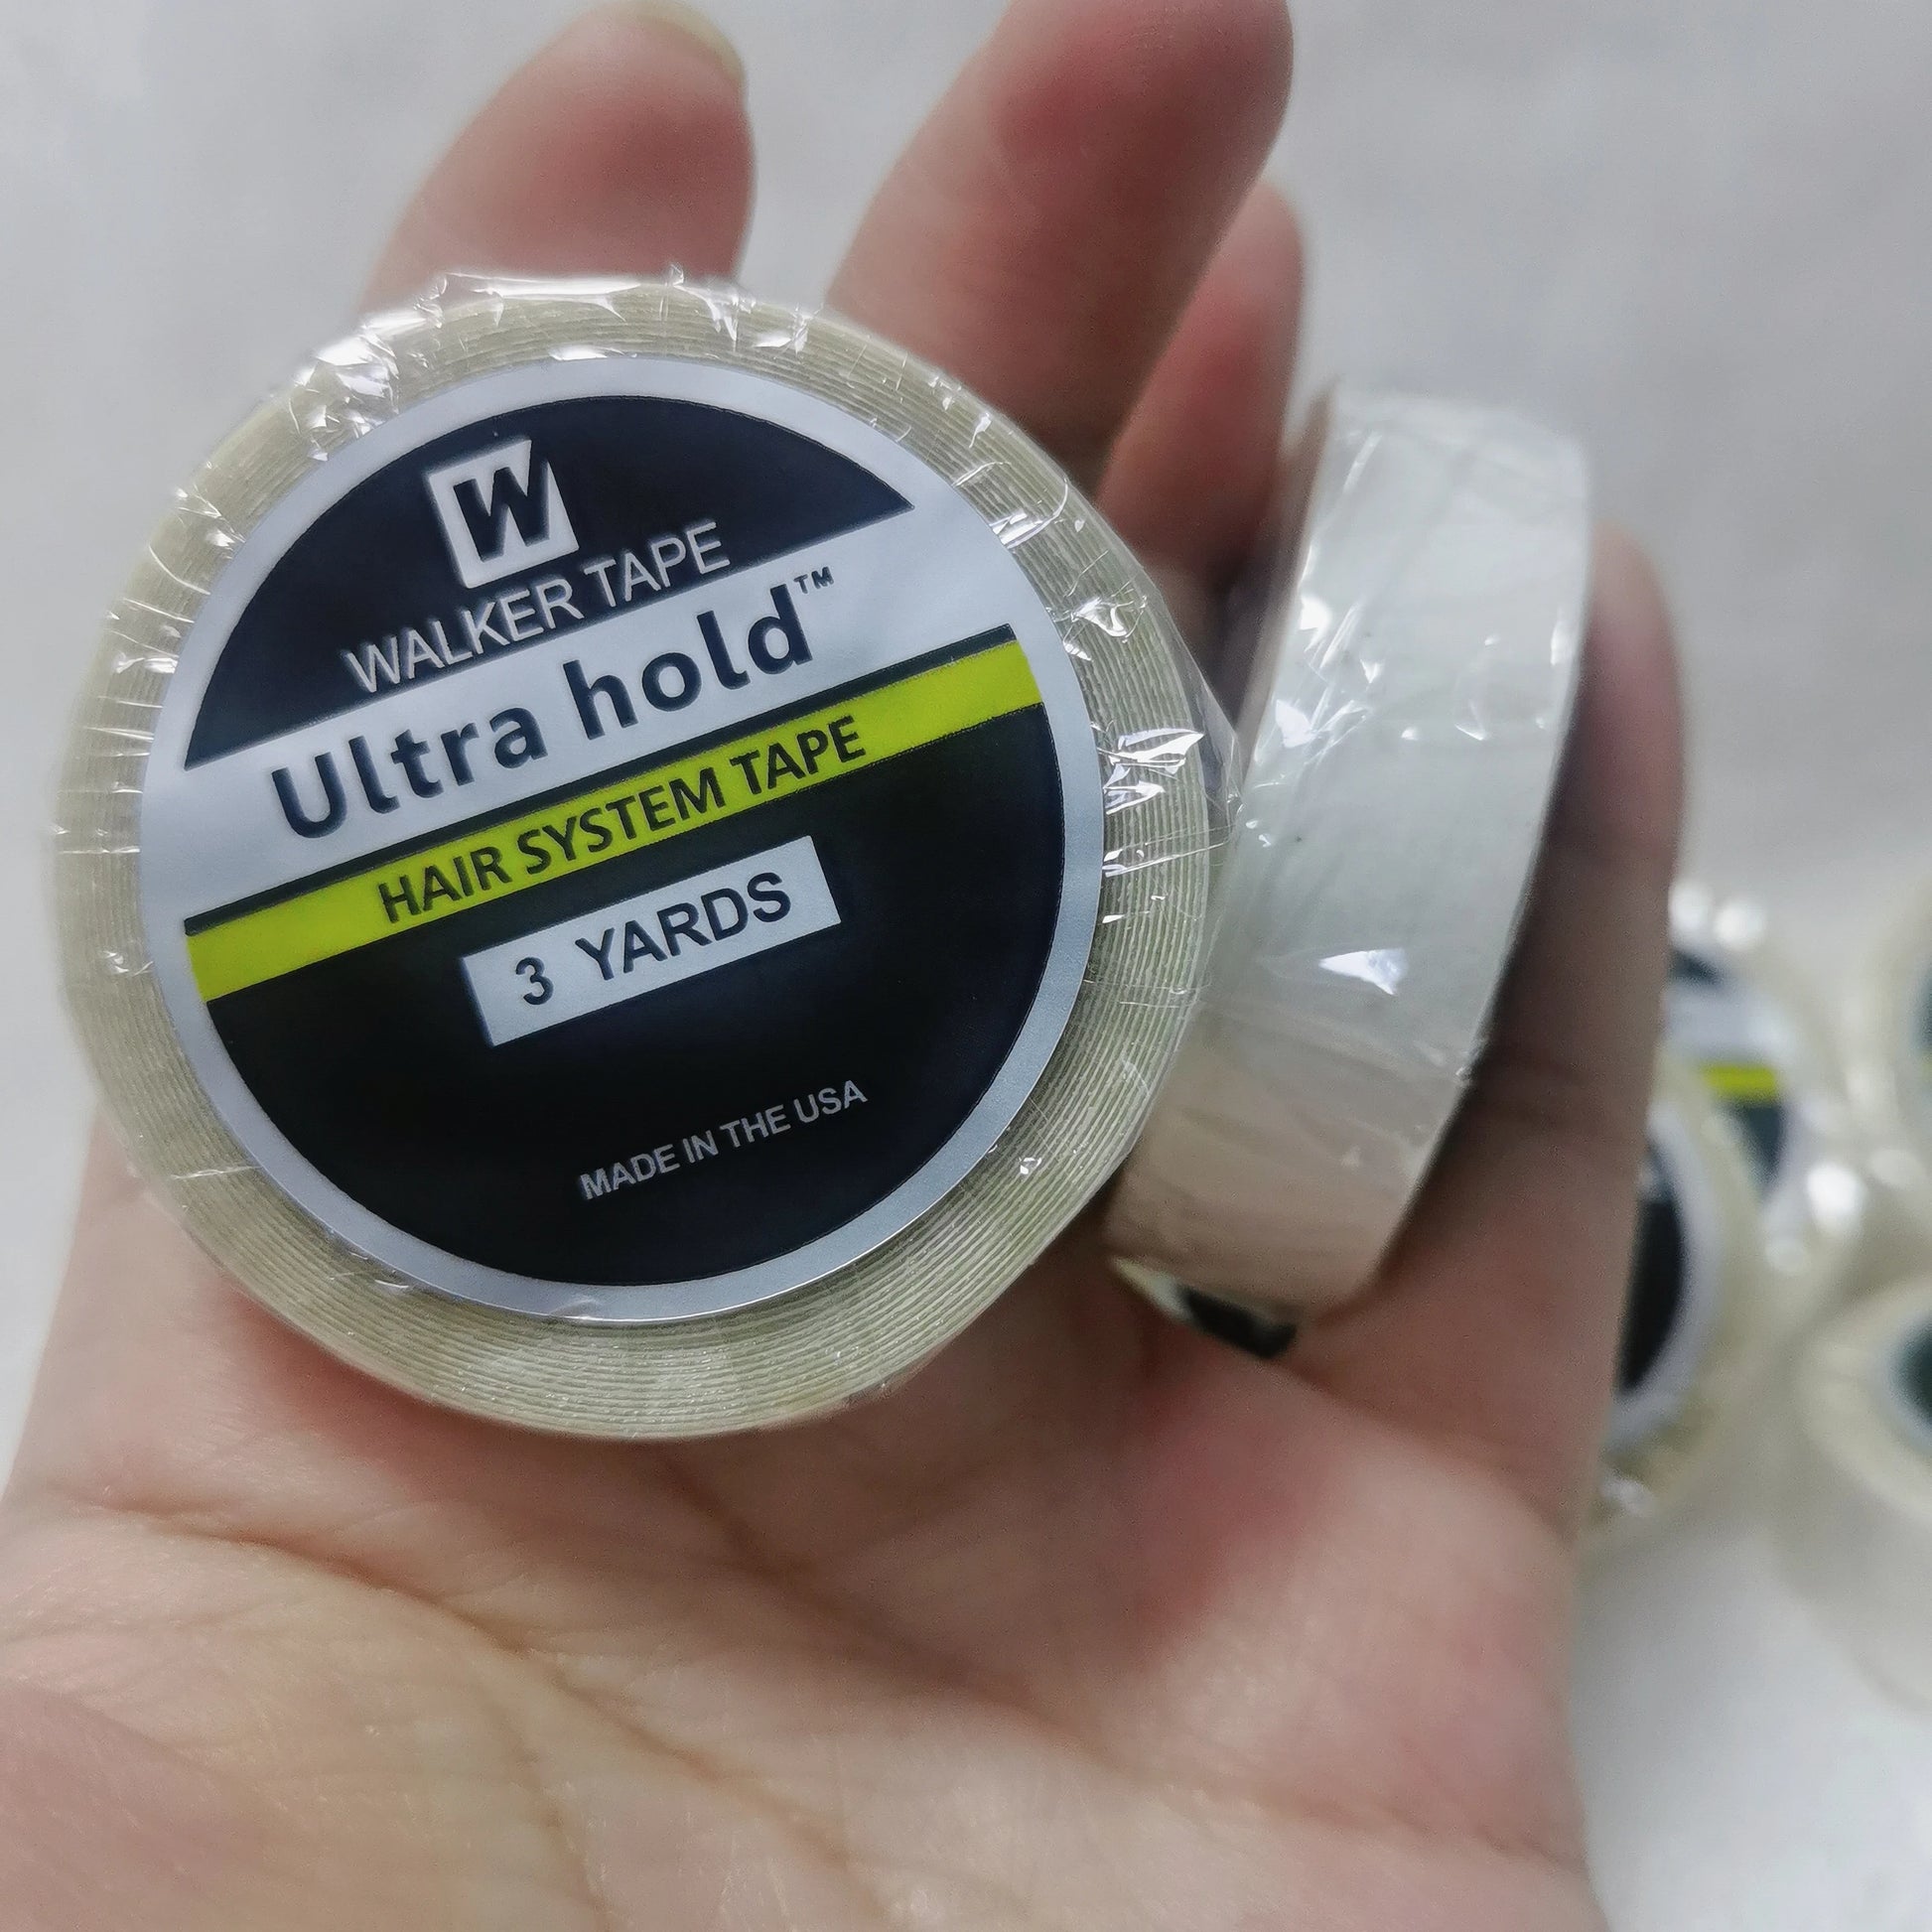 W
WALKER TAPE
Ultra hold™
HAIR SYSTEM TAPE
3 YARDS
MADE IN THE USA